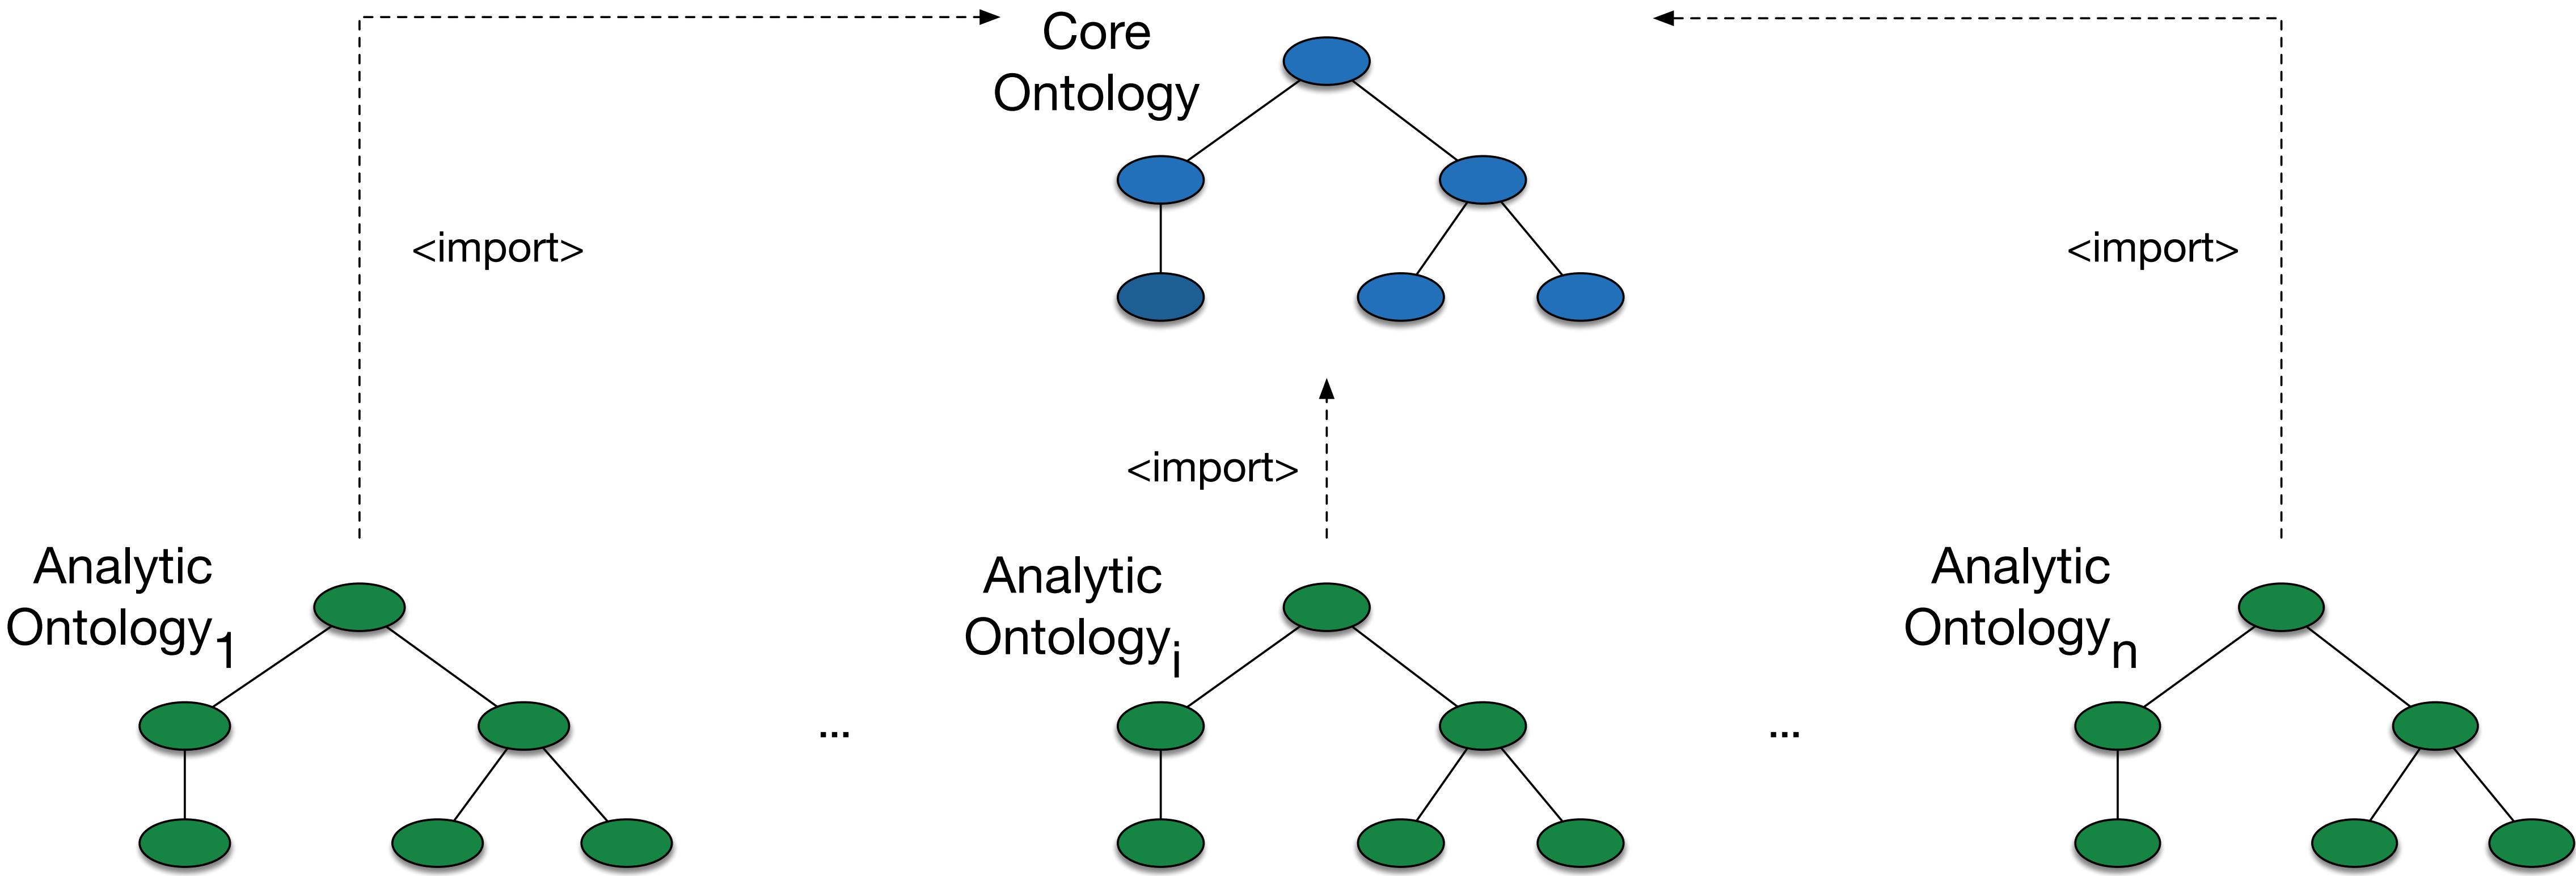 Core
Ontology
<import>
<import>
<import>
Analytic
Ontology1
Analytic
Ontologyi
Analytic
Ontologyn
...
...